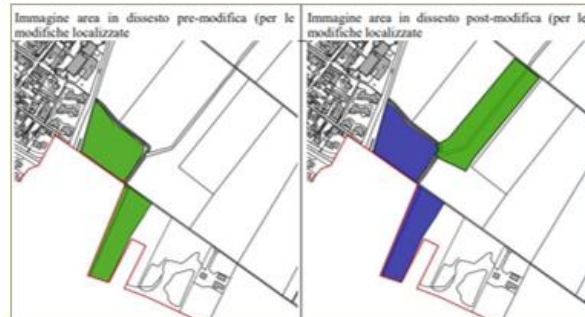 Immagine area in dissesto pre-modifica (per le
modifiche localizzate
Immagine area in dissesto post-modifica (per le
modifiche localizzate